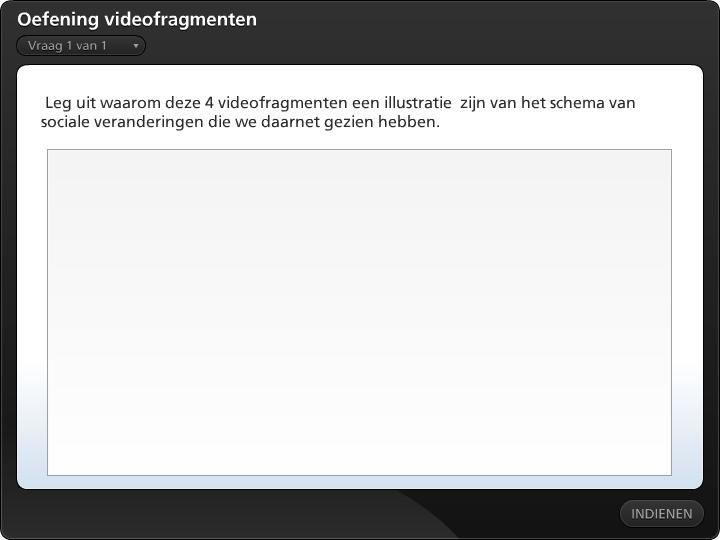 Oefening videofragmenten
Vraag 1 van 1
Leg uit waarom deze 4 videofragmenten een illustratie  zijn van het schema van
sociale veranderingen die we daarnet gezien hebben.
INDIENEN